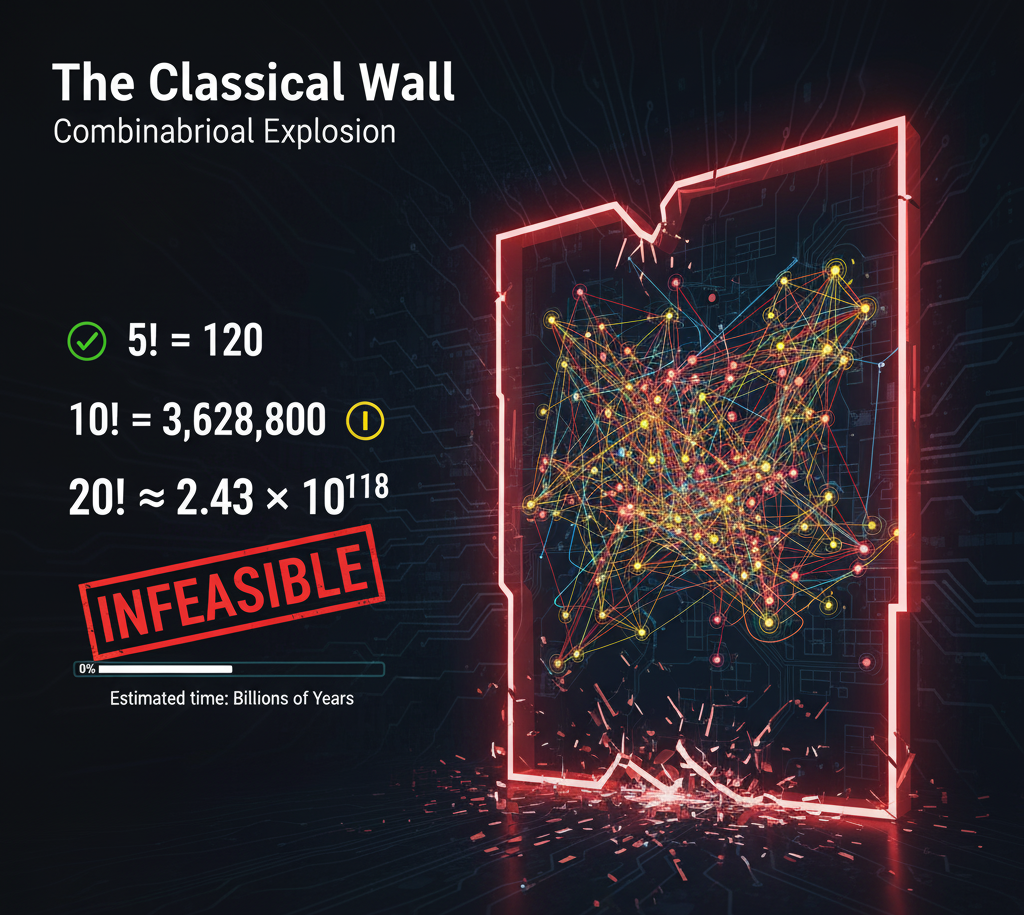 The Classical Wall
Combinabrioal Explosion
5! = 120
10! = 3,628,800
20! ≈ 2.43 × 10¹¹⁸
INFEASIBLE
0%
Estimated time: Billions of Years